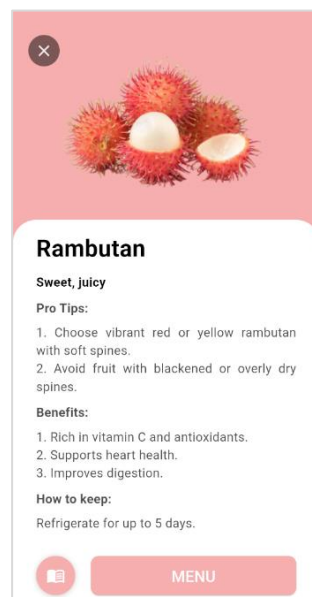 Rambutan
Sweet, juicy
Pro Tips:
1. Choose vibrant red or yellow rambutan
with soft spines.
2. Avoid fruit with blackened or overly dry
spines.
Benefits:
1. Rich in vitamin C and antioxidants.
2. Supports heart health.
3. Improves digestion.
How to keep:
Refrigerate for up to 5 days.
MENU